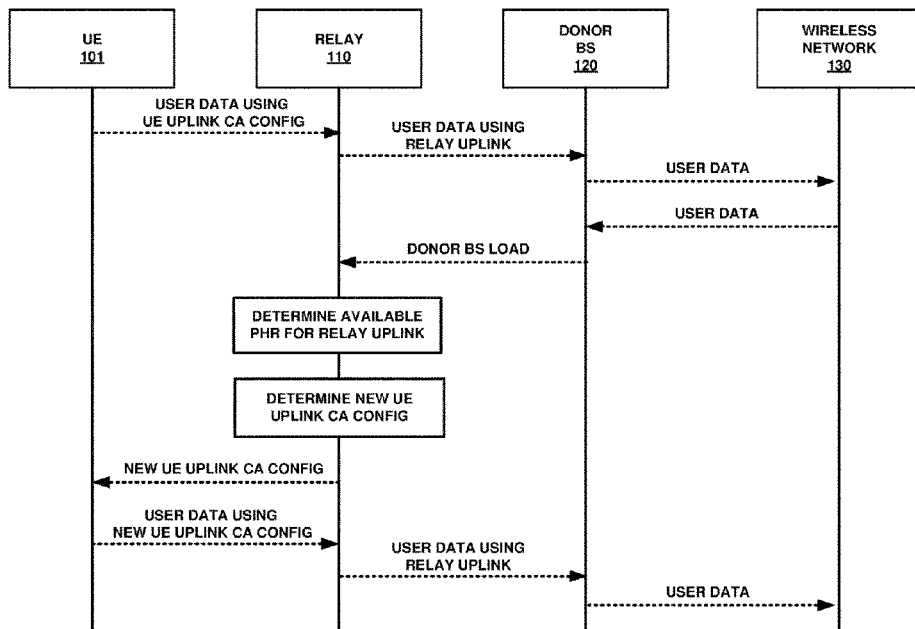 UE
101
RELAY
110
DONOR
BS
120
WIRELESS
NETWORK
130
USER DATA USING
UE UPLINK CA CONFIG
USER DATA USING
RELAY UPLINK
USER DATA
USER DATA
DONOR BS LOAD
DETERMINE AVAILABLE
PHR FOR RELAY UPLINK
DETERMINE NEW UE
UPLINK CA CONFIG
NEW UE UPLINK CA CONFIG
USER DATA USING
NEW UE UPLINK CA CONFIG
USER DATA USING
RELAY UPLINK
USER DATA